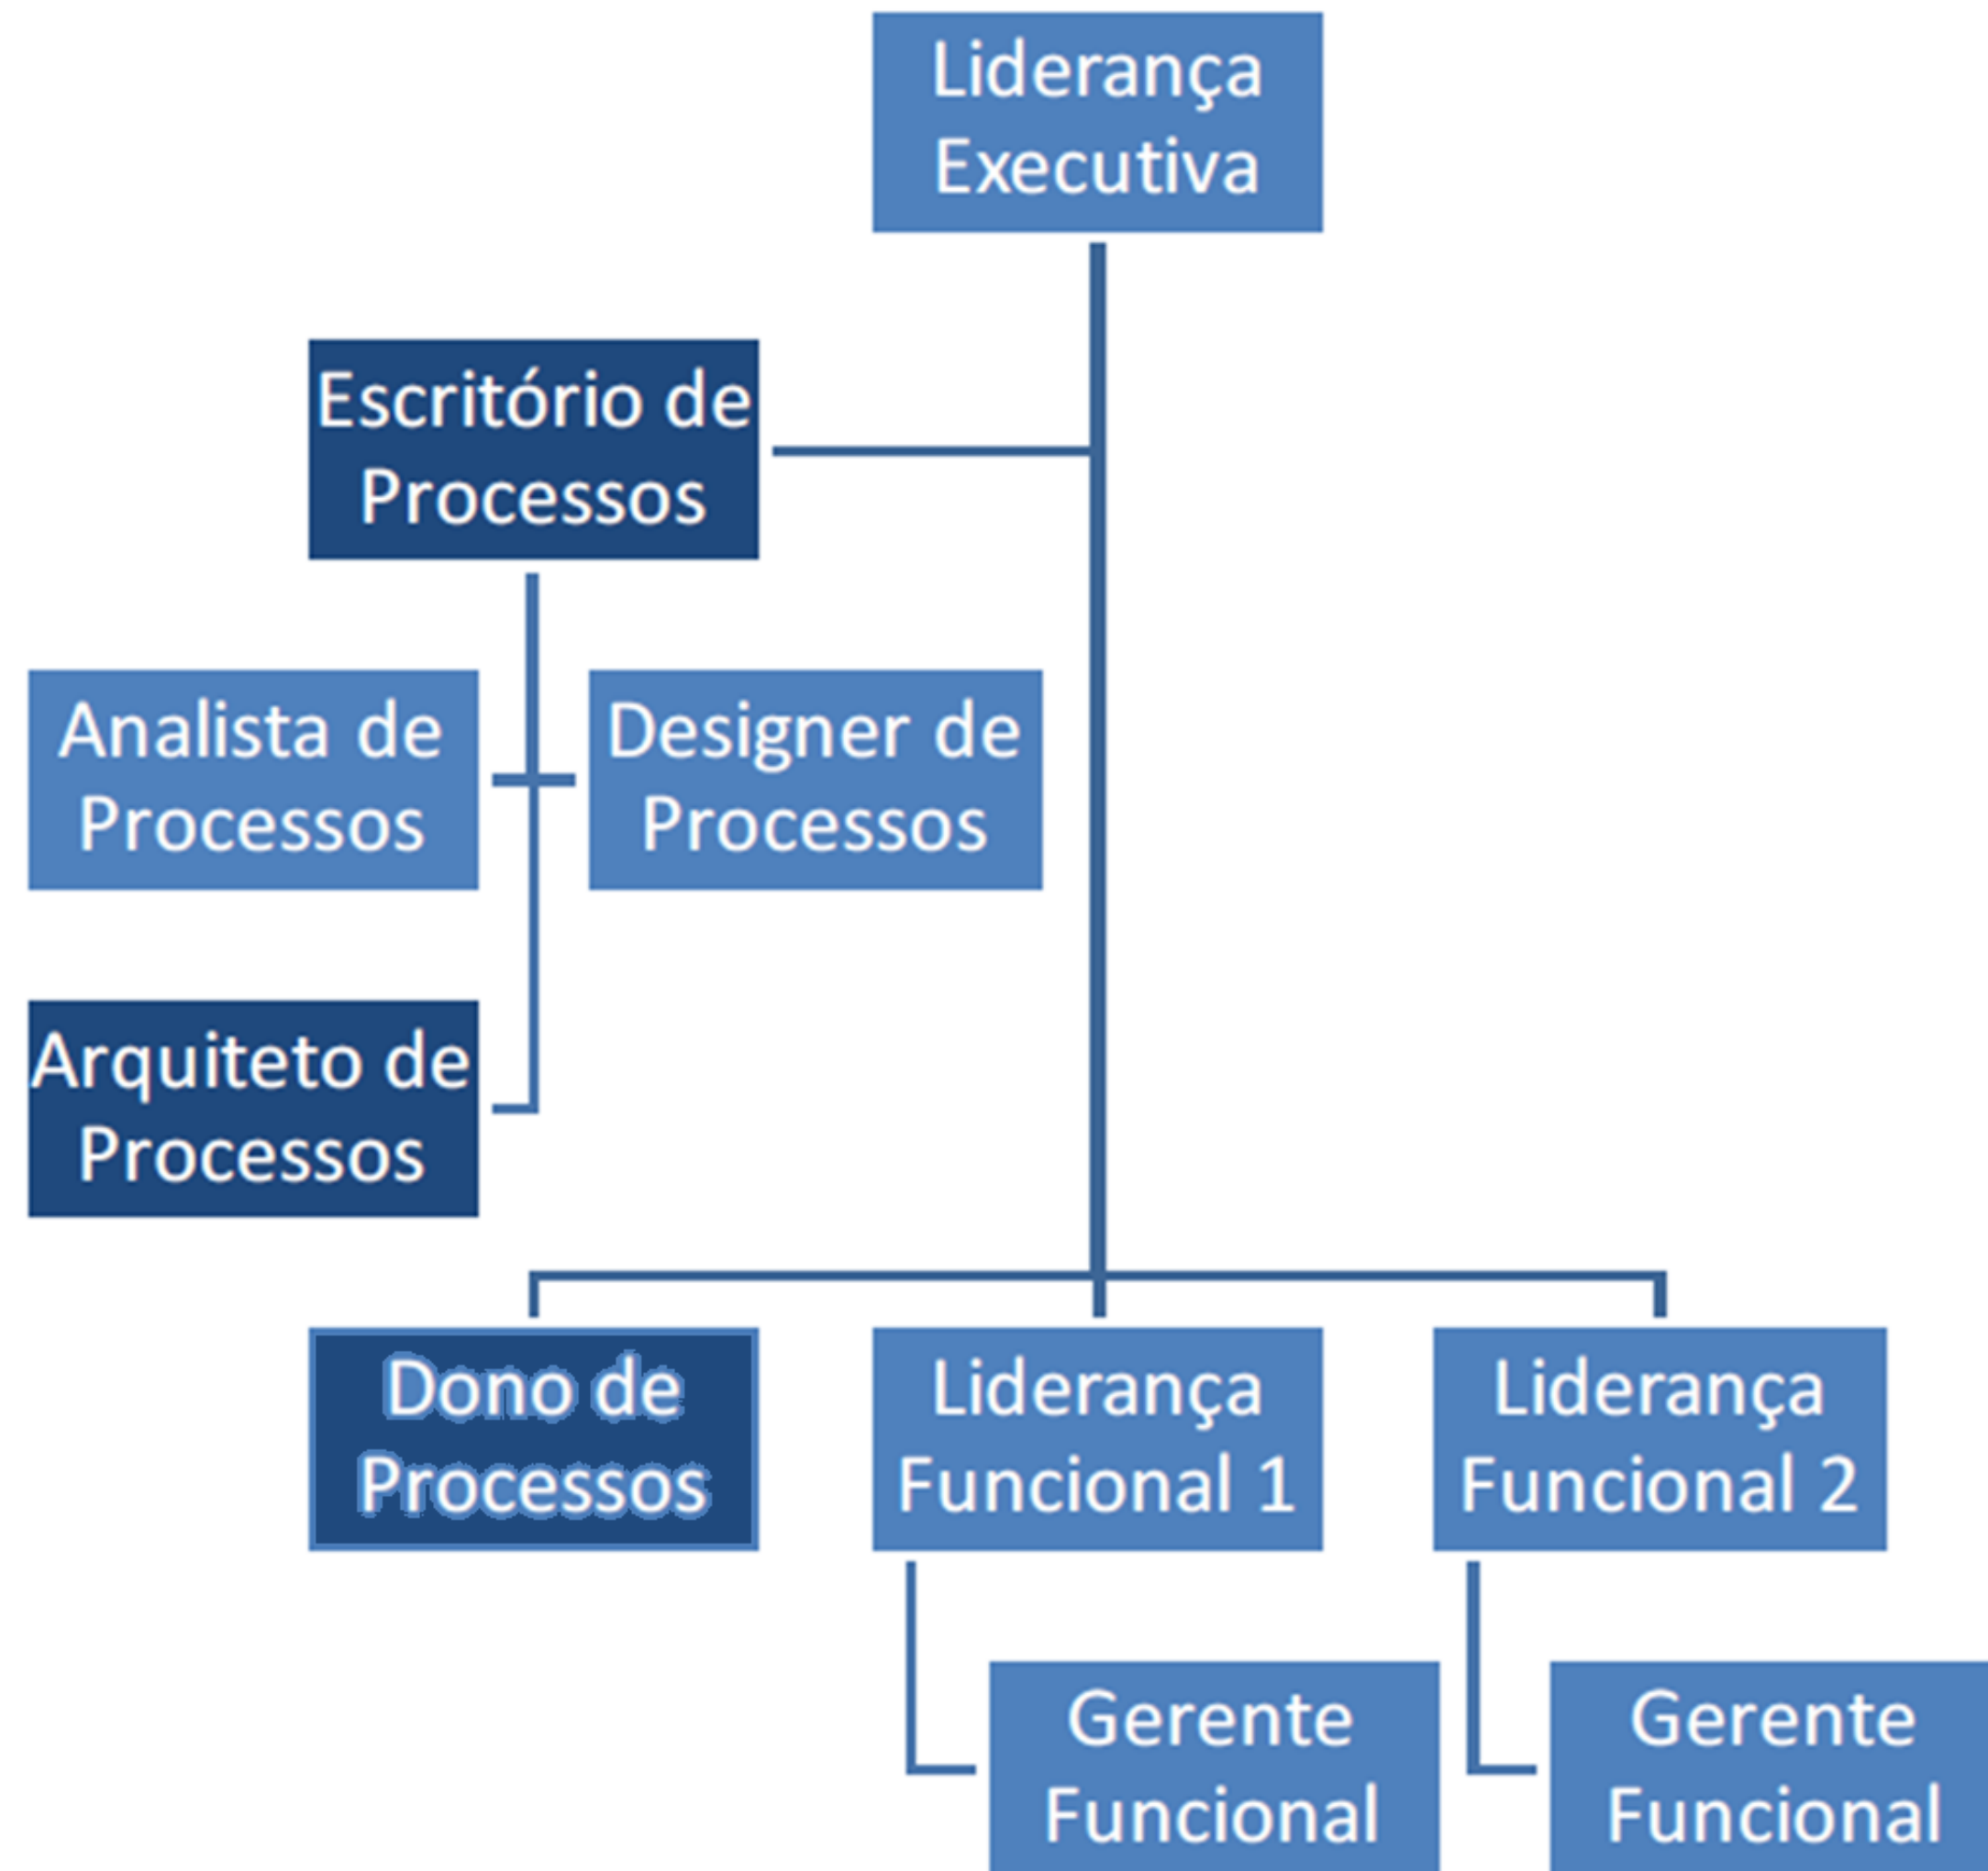 Liderança
Executiva
Escritório de
Processos
Analista de
Processos
Designer de
Processos
Arquiteto de
Processos
Dono de
Processos
Liderança
Funcional 1
Liderança
Funcional 2
Gerente
Funcional
Gerente
Funcional